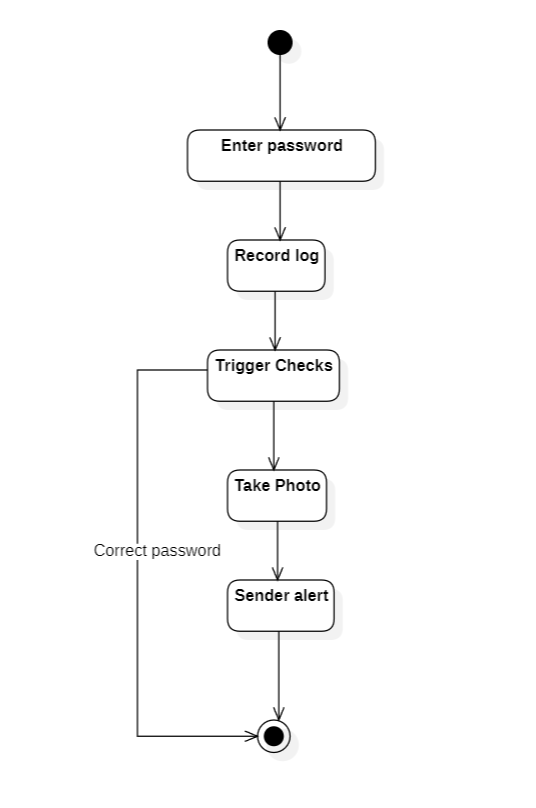 Enter password
Record log
Trigger Checks
Take Photo
Correct password
Sender alert